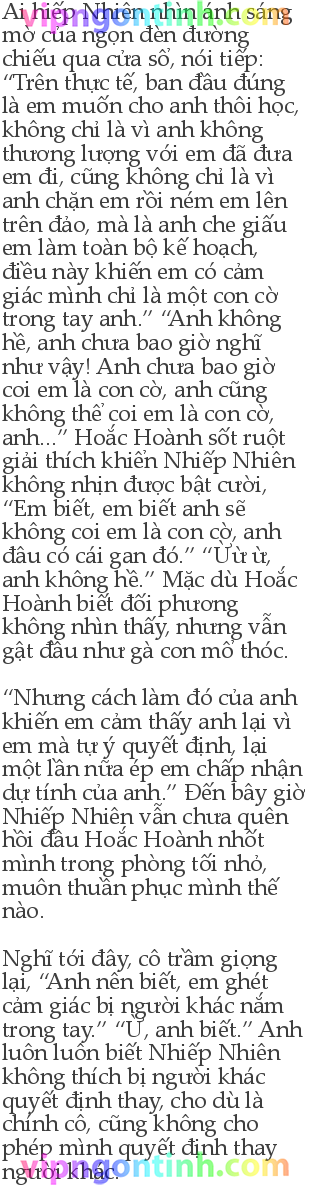 Ai hiếp Nhiên nhìn ánh sáng
mờ của ngọn đèn đường
chiếu qua cửa sổ, nói tiếp:
“Trên thực tế, ban đầu đúng
là em muốn cho anh thôi học,
không chỉ là vì anh không
thương lượng với em đã đưa
em đi, cũng không chỉ là vì
anh chặn em rồi ném em lên
trên đảo, mà là anh che giấu
em làm toàn bộ kế hoạch,
điều này khiến em có cảm
giác mình chỉ là một con cờ
trong tay anh.” “Anh không
hề, anh chưa bao giờ nghĩ
như vậy! Anh chưa bao giờ
coi em là con cờ, anh cũng
không thể coi em là con cờ,
anh...” Hoắc Hoành sốt ruột
giải thích khiến Nhiếp Nhiên
không nhịn được bật cười,
“Em biết, em biết anh sẽ
không coi em là con cờ, anh
đâu có cái gan đó.” “Ừ ừ,
anh không hề.” Mặc dù Hoắc
Hoành biết đối phương
không nhìn thấy, nhưng vẫn
gật đầu như gà con mổ thóc.
“Nhưng cách làm đó của anh
khiến em cảm thấy anh lại vì
em mà tự ý quyết định, lại
một lần nữa ép em chấp nhận
dự tính của anh.” Đến bây giờ
Nhiếp Nhiên vẫn chưa quên
hồi đầu Hoắc Hoành nhốt
mình trong phòng tối nhỏ,
muôn thuần phục mình thế
nào.
Nghĩ tới đây, cô trầm giọng
lại, “Anh nên biết, em ghét
cảm giác bị người khác nắm
trong tay.” “Ừ, anh biết.” Anh
luôn luôn biết Nhiếp Nhiên
không thích bị người khác
quyết định thay, cho dù là
chính cô, cũng không cho
phép mình quyết định thay
người khác.
vipngontinh.com
vipngontinh.com